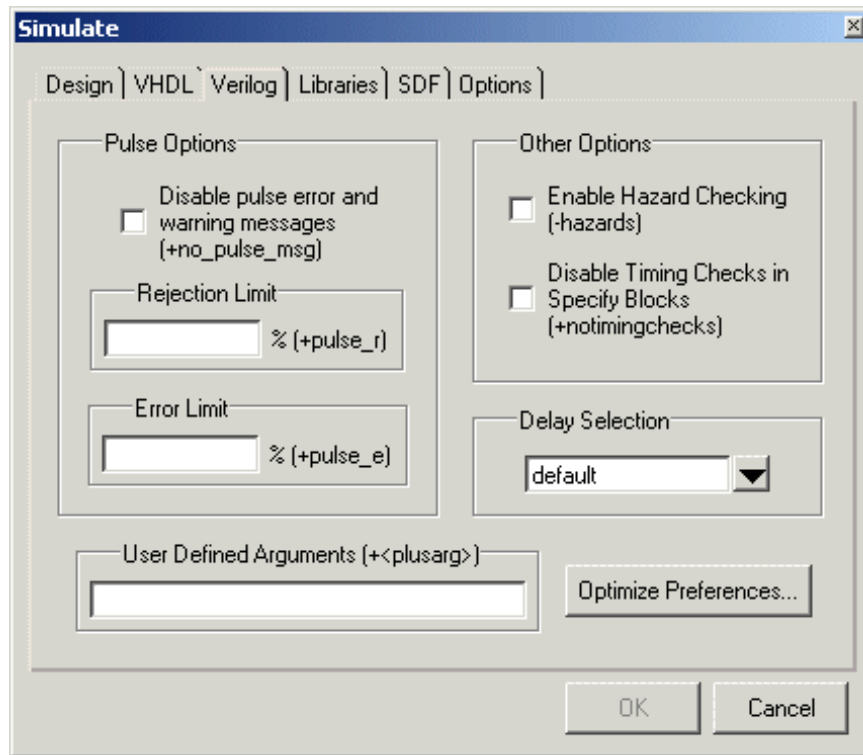 Simulate
Design VHDL Verilog Libraries SDF Options
Pulse Options
Disable pulse error and
warning messages
(+no_pulse_msg)
Rejection Limit
% (+pulse_r)
Error Limit
% (+pulse_e)
Other Options
Enable Hazard Checking
(-hazards)
Disable Timing Checks in
Specify Blocks
(+notimingchecks)
Delay Selection
default
User Defined Arguments (+<plusarg>)
Optimize Preferences...
OK Cancel